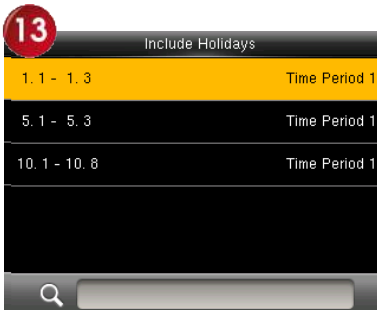 13
Include Holidays
1. 1 - 1. 3 Time Period 1
5. 1 - 5. 3 Time Period 1
10. 1 - 10. 8 Time Period 1